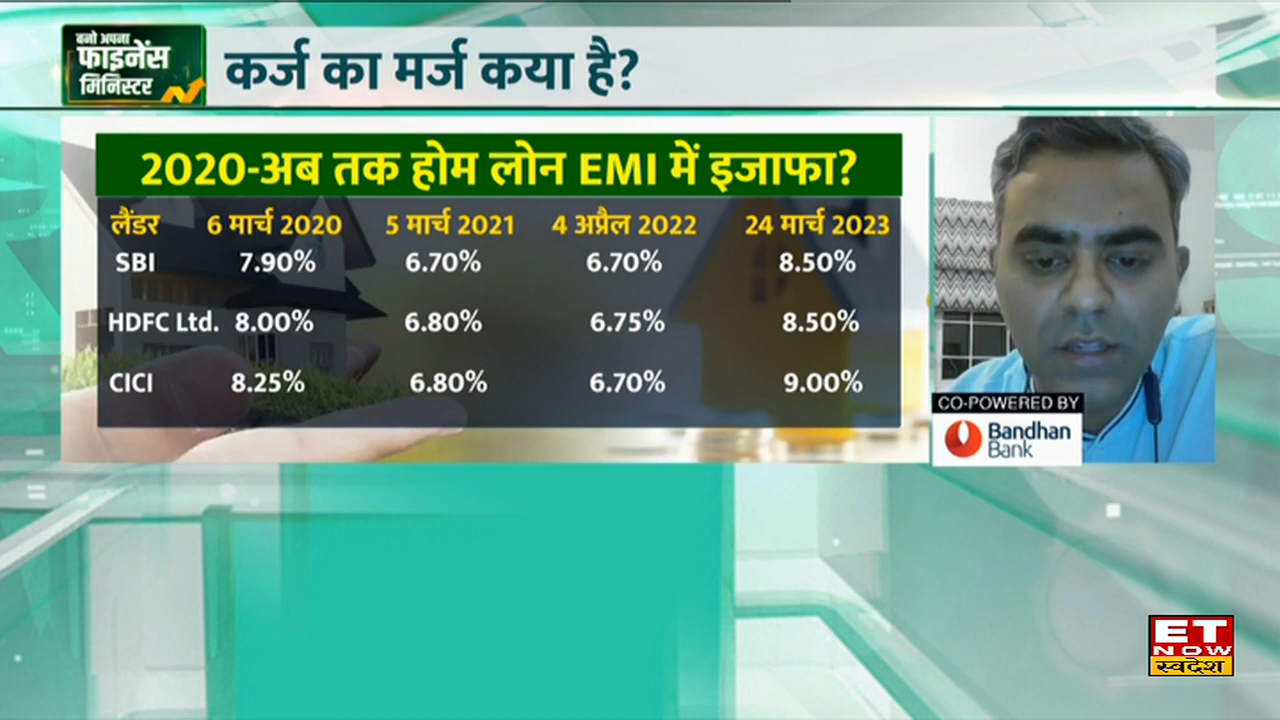 बनो अपना
फाइनेंस
मिनिस्टर
कर्ज का मर्ज कया है?
2020-अब तक होम लोन EMI में इजाफा?
लैंडर 6 मार्च 2020 5 मार्च 2021 4 अप्रैल 2022 24 मार्च 2023
SBI 7.90% 6.70% 6.70% 8.50%
HDFC Ltd. 8.00% 6.80% 6.75% 8.50%
CICI 8.25% 6.80% 6.70% 9.00%
CO-POWERED BY
Bandhan
Bank
ET
NOW
स्वदेश